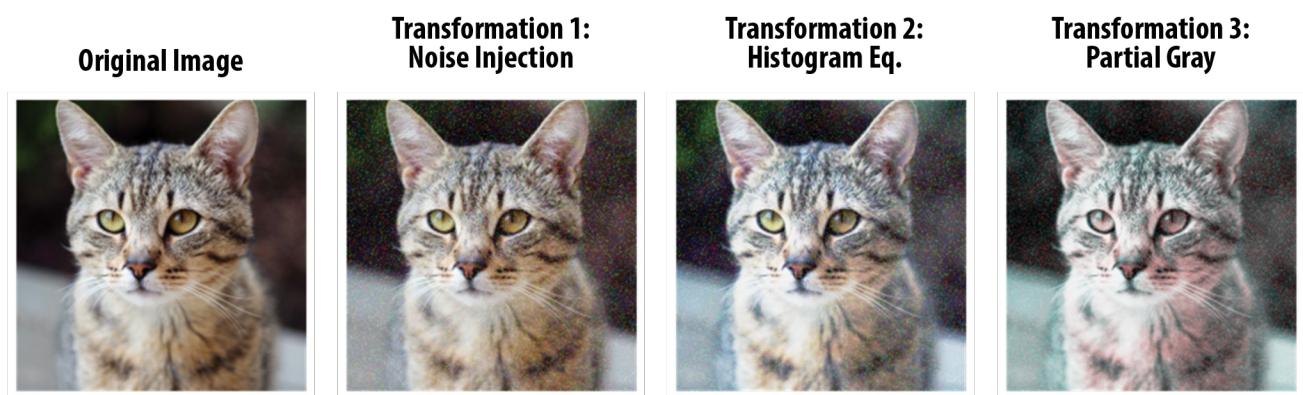 Original Image
Transformation 1:
Noise Injection
Transformation 2:
Histogram Eq.
Transformation 3:
Partial Gray